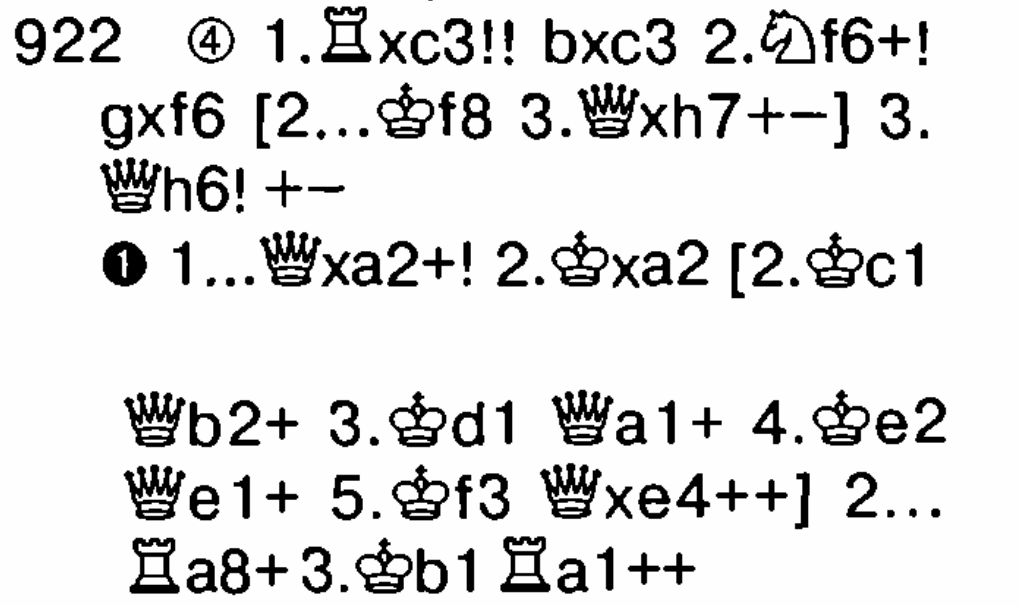 922 ④ 1.♖xc3!! bxc3 2.♘f6+!
gxf6 [2...♔f8 3.♕xh7+−] 3.
♕h6! +−
❶ 1...♕xa2+! 2.♔xa2 [2.♔c1
♕b2+ 3.♔d1 ♕a1+ 4.♔e2
♕e1+ 5.♔f3 ♕xe4++] 2...
♖a8+ 3.♔b1 ♖a1++